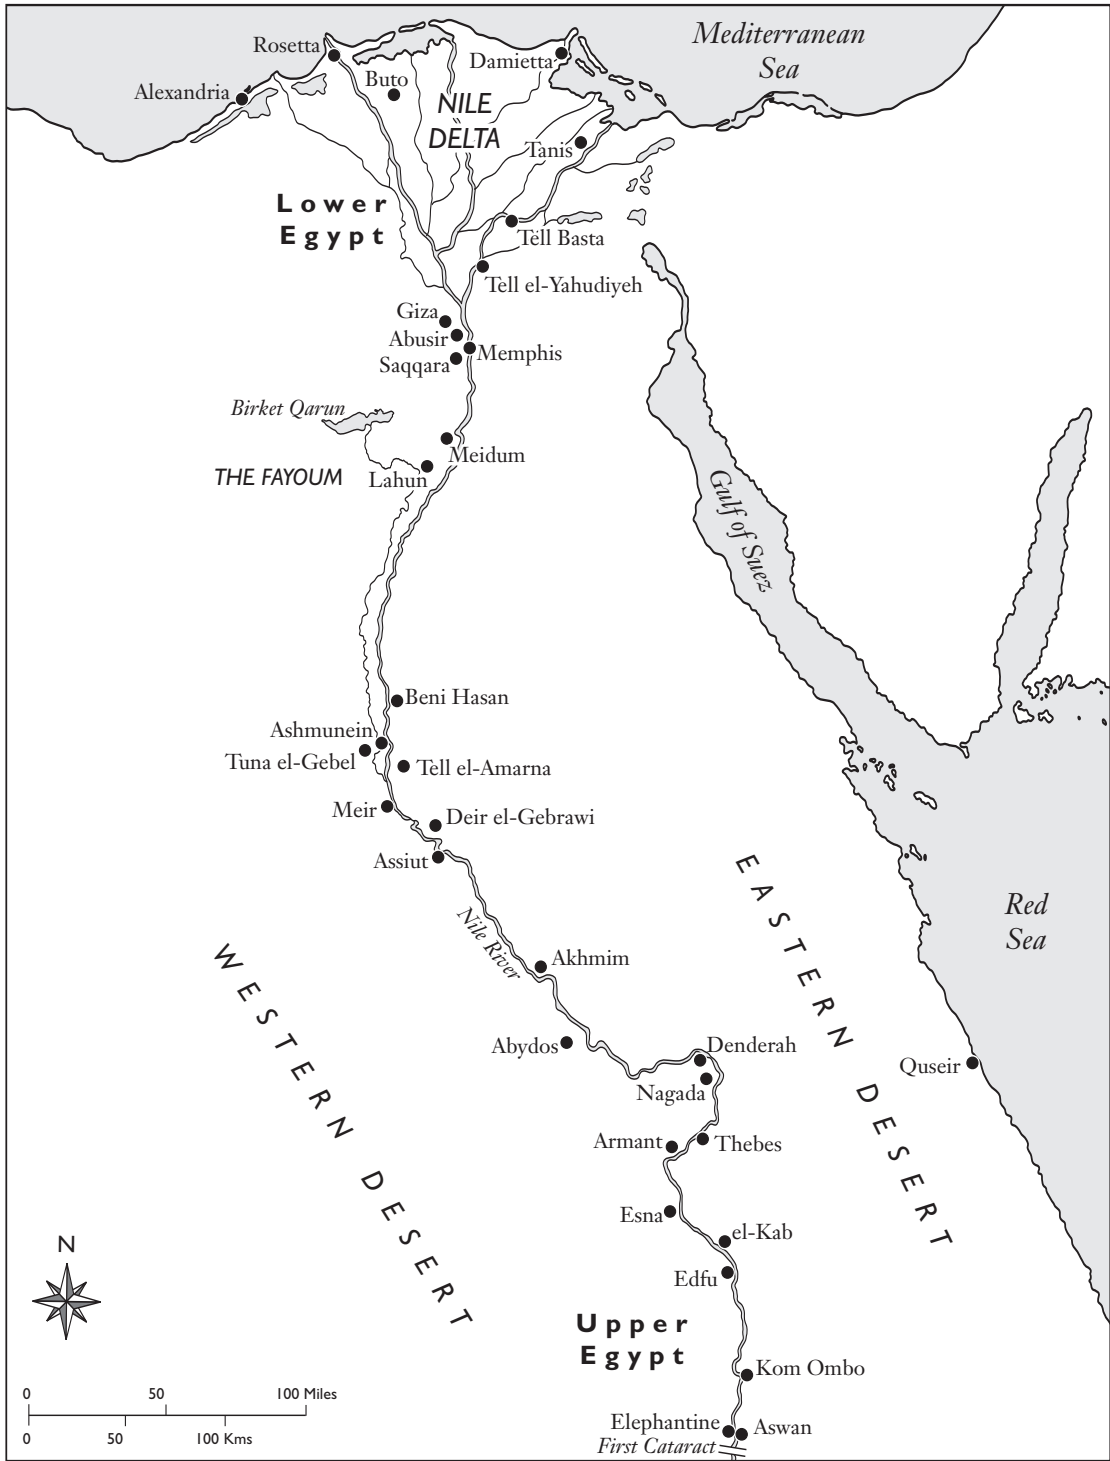 Mediterranean
Sea
Rosetta
Damietta
Buto
Alexandria
NILE
DELTA
Tanis
Lower
Egypt
Tell Basta
Tell el-Yahudiyeh
Giza
Abusir
Memphis
Saqqara
Birket Qarun
Meidum
THE FAYOUM
Lahun
Gulf of Suez
Beni Hasan
Ashmunein
Tuna el-Gebel
Tell el-Amarna
Meir
Deir el-Gebrawi
Assiut
EASTERN DESERT
Red
Sea
Nile River
WESTERN DESERT
Akhmim
Abydos
Denderah
Quseir
Nagada
Armant
Thebes
Esna
el-Kab
N
Edfu
Upper
Egypt
Kom Ombo
0 50 100 Miles
0 50 100 Kms
Elephantine
Aswan
First Cataract